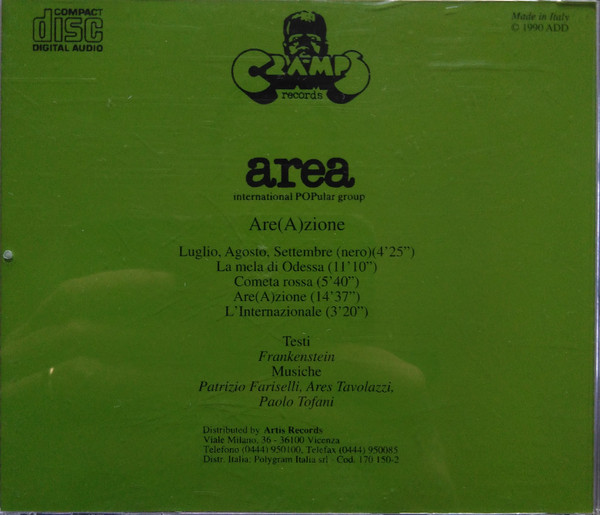 COMPACT
disc
DIGITAL AUDIO
CRAMPS
records
Made in Italy
© 1990 ADD
area
international POPular group
Are(A)zione
Luglio, Agosto, Settembre (nero)(4'25")
La mela di Odessa (11'10")
Cometa rossa (5'40")
Are(A)zione (14'37")
L'Internazionale (3'20")
Testi
Frankenstein
Musiche
Patrizio Fariselli, Ares Tavolazzi,
Paolo Tofani
Distributed by Artis Records
Viale Milano, 36 - 36100 Vicenza
Telefono (0444) 950100, Telefax (0444) 950085
Distr. Italia: Polygram Italia srl - Cod. 170 150-2